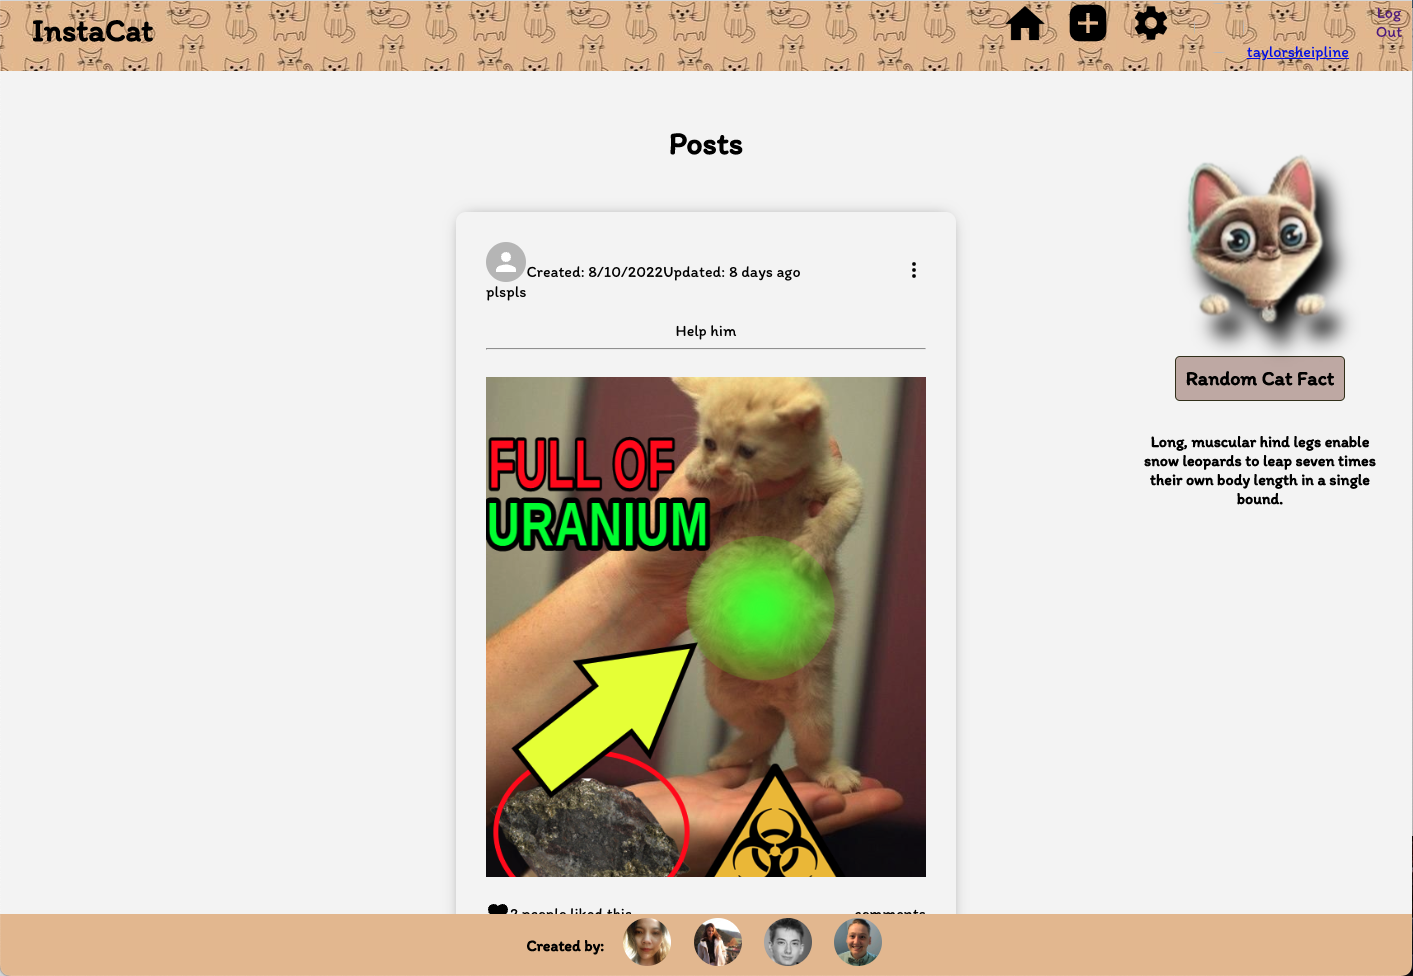 InstaCat
Log
Out
taylorsheipline
Posts
Created: 8/10/2022Updated: 8 days ago
plspls
Help him
FULL OF
URANIUM
2 people liked this
comments
Random Cat Fact
Long, muscular hind legs enable
snow leopards to leap seven times
their own body length in a single
bound.
Created by: